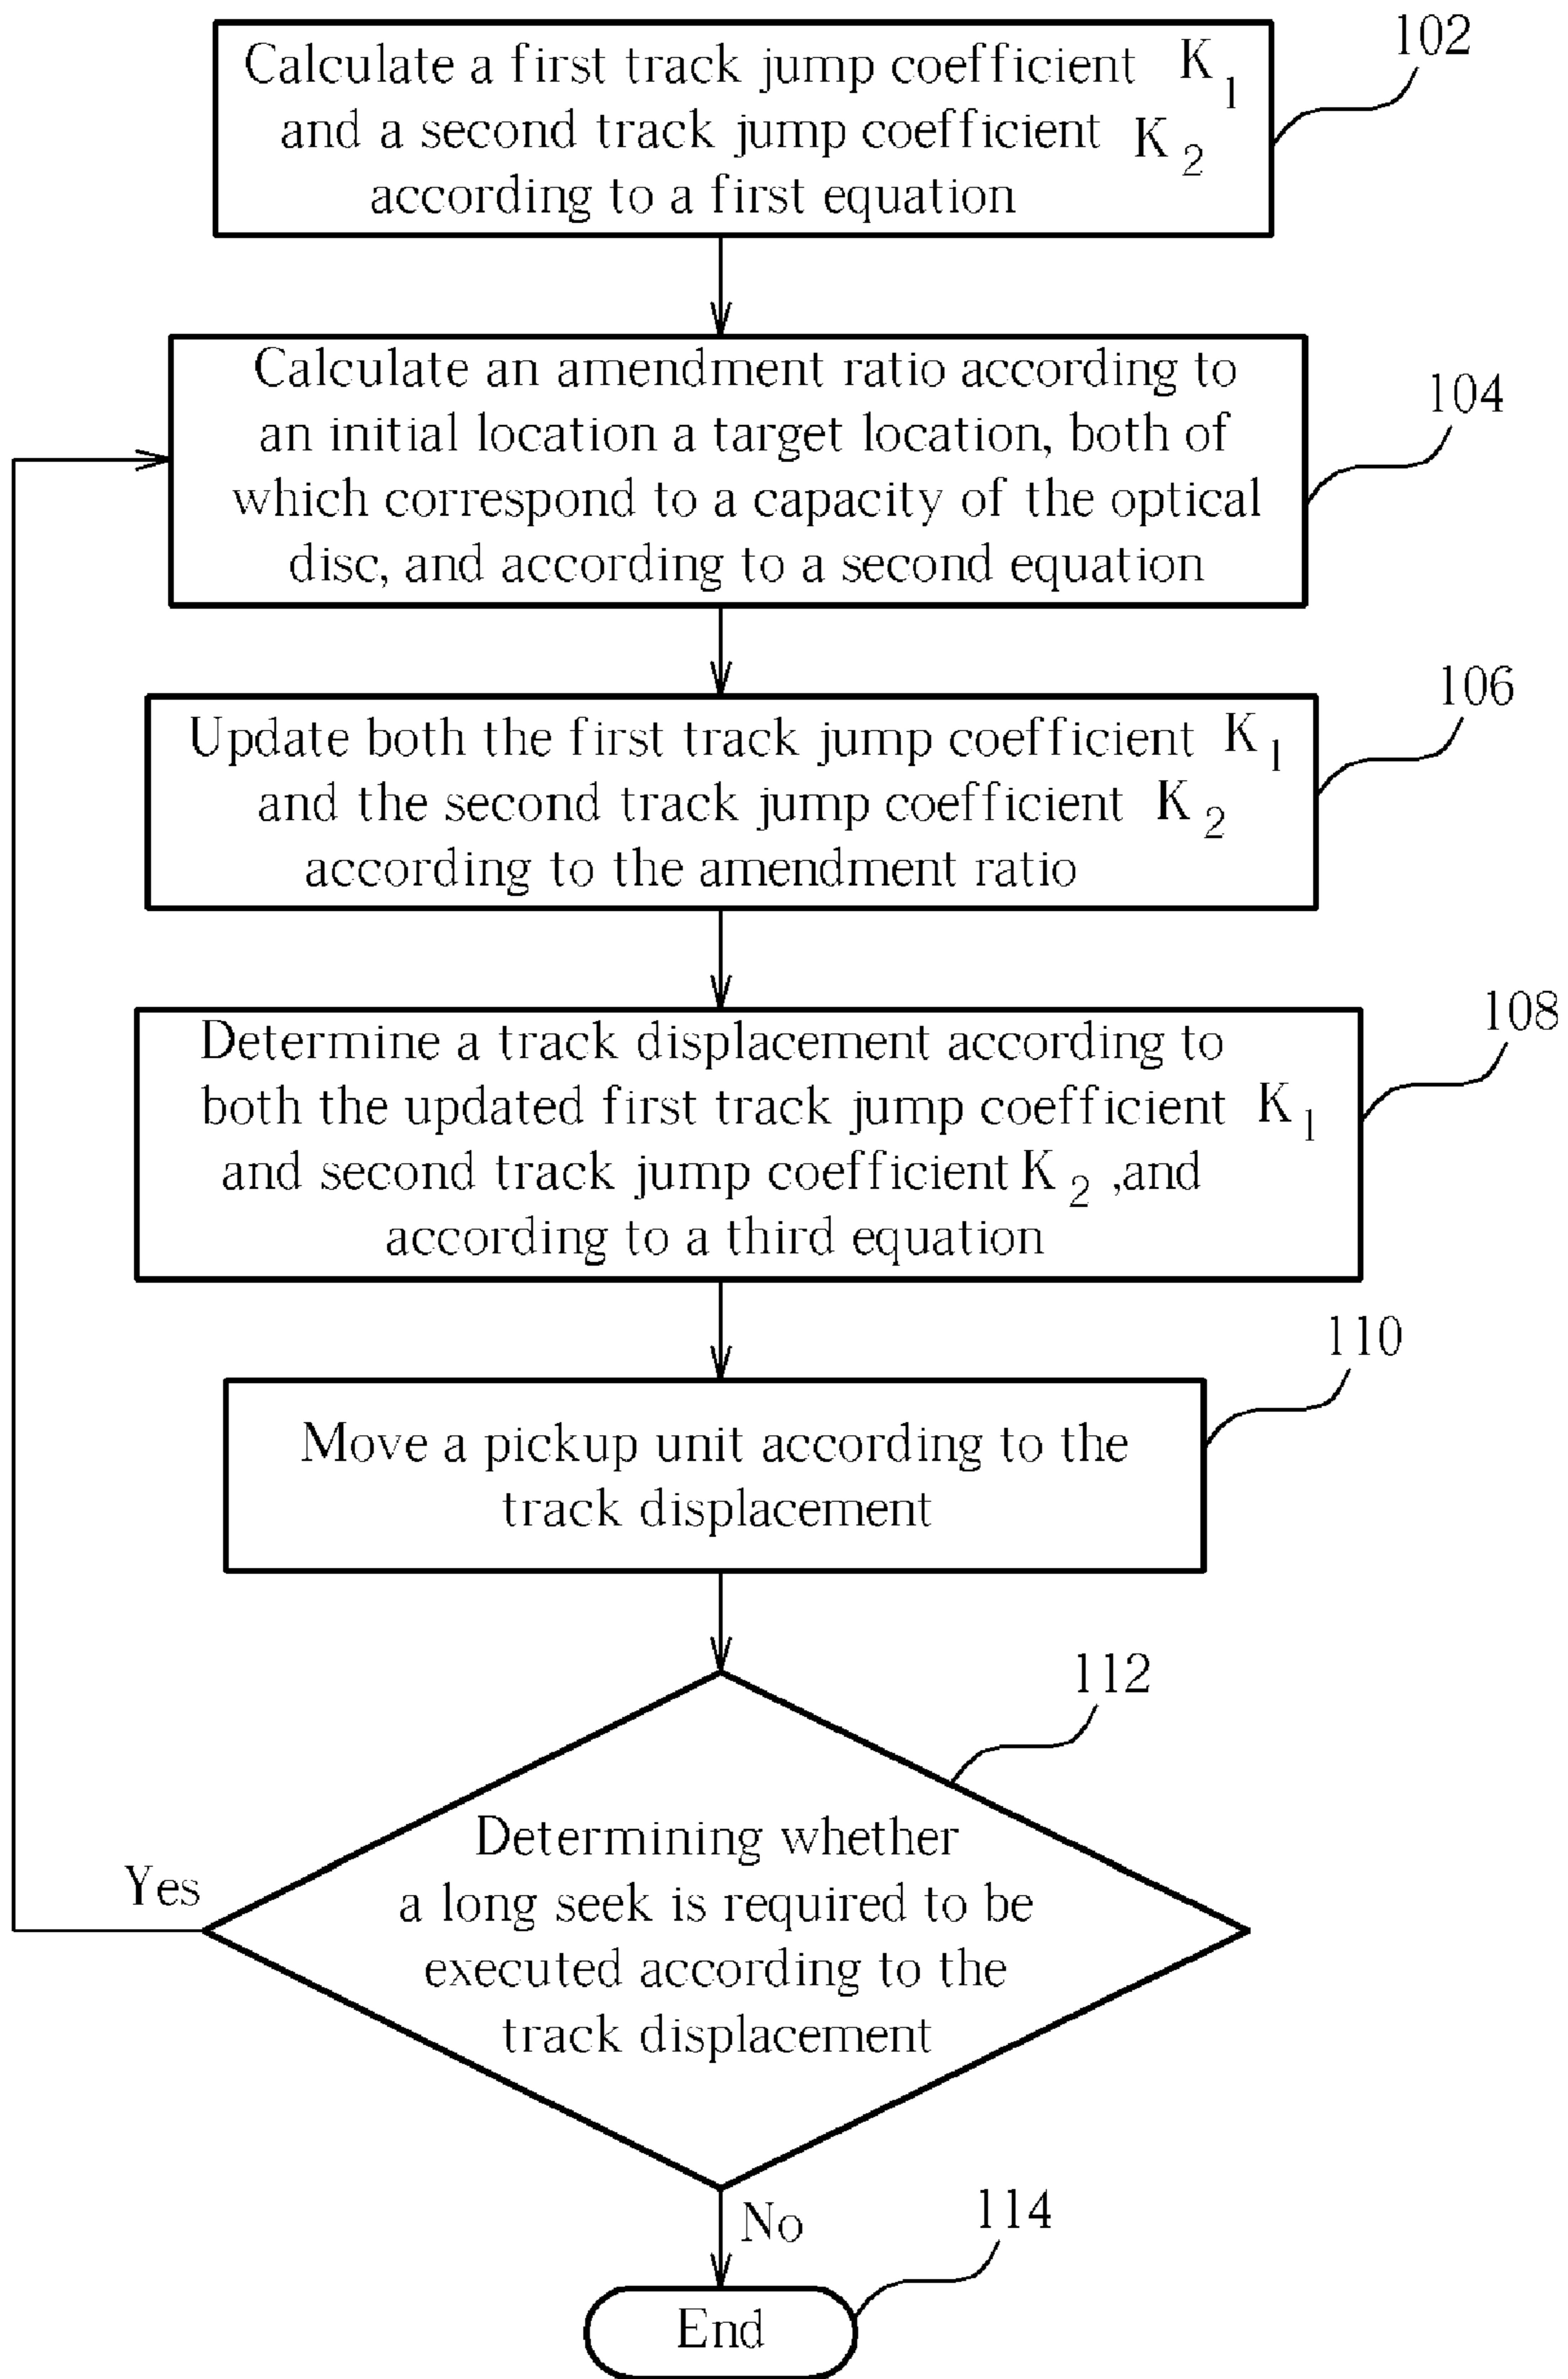 102
Calculate a first track jump coefficient K1
and a second track jump coefficient K2
according to a first equation
104
Calculate an amendment ratio according to
an initial location a target location, both of
which correspond to a capacity of the optical
disc, and according to a second equation
106
Update both the first track jump coefficient K1
and the second track jump coefficient K2
according to the amendment ratio
108
Determine a track displacement according to
both the updated first track jump coefficient K1
and second track jump coefficient K2 ,and
according to a third equation
110
Move a pickup unit according to the
track displacement
112
Determining whether
a long seek is required to be
executed according to the
track displacement
Yes
No
114
End